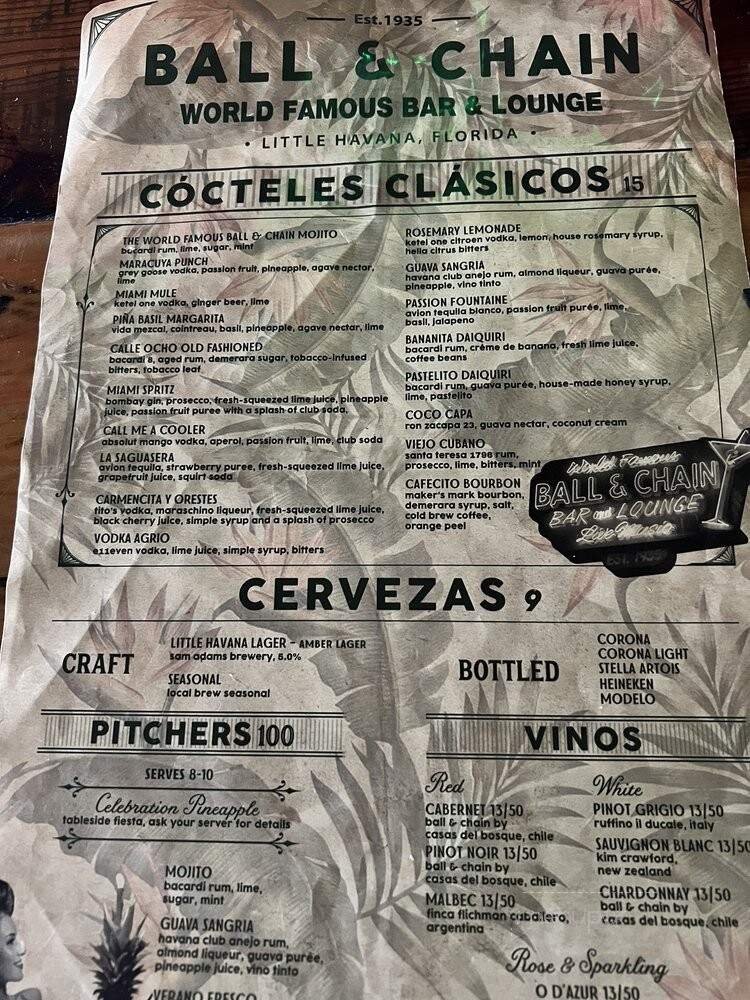 Est.1935
BALL & CHAIN
WORLD FAMOUS BAR & LOUNGE
• LITTLE HAVANA, FLORIDA •
CÓCTELES CLÁSICOS 15
THE WORLD FAMOUS BALL & CHAIN MOJITO
bacardi rum, lime, sugar, mint
MARACUYA PUNCH
grey goose vodka, passion fruit, pineapple, agave nectar,
lime
MIAMI MULE
ketel one vodka, ginger beer, lime
PIÑA BASIL MARGARITA
vida mezcal, cointreau, basil, pineapple, agave nectar, lime
CALLE OCHO OLD FASHIONED
bacardi 8, aged rum, demerara sugar, tobacco-infused
bitters, tobacco leaf
MIAMI SPRITZ
bombay gin, prosecco, fresh-squeezed lime juice, pineapple
juice, passion fruit puree with a splash of club soda,
CALL ME A COOLER
absolut mango vodka, aperol, passion fruit, lime, club soda
LA SAGUASERA
avion tequila, strawberry puree, fresh-squeezed lime juice,
grapefruit juice, squirt soda
CARMENCITA Y ORESTES
tito's vodka, maraschino liqueur, fresh-squeezed lime juice,
black cherry juice, simple syrup and a splash of prosecco
VODKA AGRIO
e11even vodka, lime juice, simple syrup, bitters
ROSEMARY LEMONADE
ketel one citroen vodka, lemon, house rosemary syrup,
hella citrus bitters
GUAVA SANGRIA
havana club anejo rum, almond liqueur, guava purée,
pineapple, vino tinto
PASSION FOUNTAINE
avion tequila blanco, passion fruit purée, lime,
basil, jalapeno
BANANITA DAIQUIRI
bacardi rum, créme de banana, fresh lime juice,
coffee beans
PASTELITO DAIQUIRI
bacardi rum, guava purée, house-made honey syrup,
lime, pastelito
COCO CAPA
ron zacapa 23, guava nectar, coconut cream
VIEJO CUBANO
santa teresa 1796 rum,
prosecco, lime, bitters, mint
CAFECITO BOURBON
maker's mark bourbon,
demerara syrup, salt,
cold brew coffee,
orange peel
World Famous
BALL & CHAIN
BAR and LOUNGE
Live Music
EST. 1935
CERVEZAS 9
CRAFT
LITTLE HAVANA LAGER - AMBER LAGER
sam adams brewery, 5.0%
SEASONAL
local brew seasonal
BOTTLED
CORONA
CORONA LIGHT
STELLA ARTOIS
HEINEKEN
MODELO
PITCHERS 100
SERVES 8-10
Celebration Pineapple
tableside fiesta, ask your server for details
MOJITO
bacardi rum, lime,
sugar, mint
GUAVA SANGRIA
havana club anejo rum,
almond liqueur, guava purée,
pineapple juice, vino tinto
VERANO FRESCO
VINOS
Red
CABERNET 13/50
ball & chain by
casas del bosque, chile
PINOT NOIR 13/50
ball & chain by
casas del bosque, chile
MALBEC 13/50
finca flichman caballero,
argentina
White
PINOT GRIGIO 13/50
ruffino il ducale, italy
SAUVIGNON BLANC 13/50
kim crawford,
new zealand
CHARDONNAY 13/50
ball & chain by
casas del bosque, chile
Rose & Sparkling
O D'AZUR 13/50